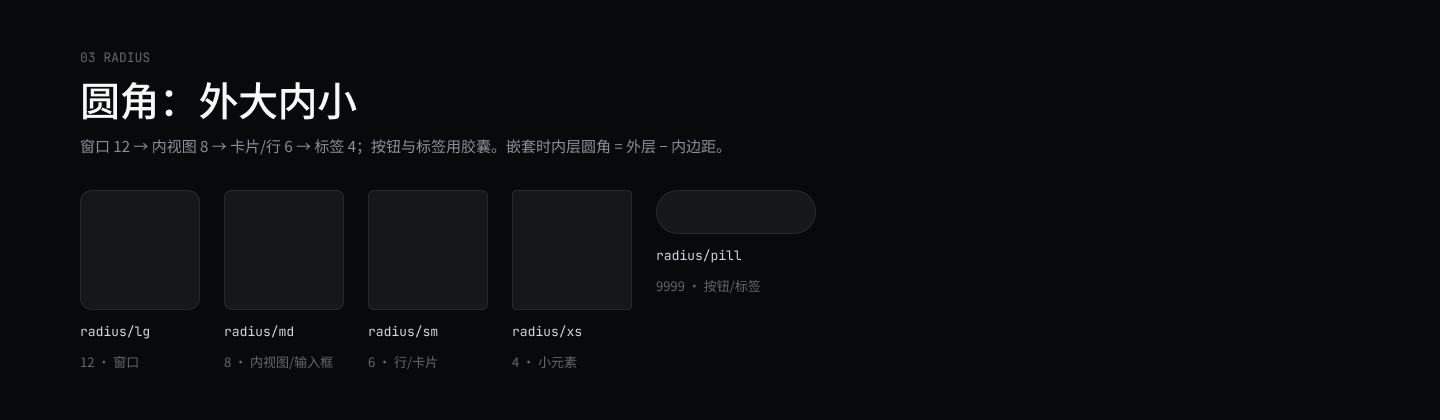 03 RADIUS
圆角：外大内小
窗口 12 → 内视图 8 → 卡片/行 6 → 标签 4；按钮与标签用胶囊。嵌套时内层圆角 = 外层 − 内边距。
radius/lg
12 · 窗口
radius/md
8 · 内视图/输入框
radius/sm
6 · 行/卡片
radius/xs
4 · 小元素
radius/pill
9999 · 按钮/标签